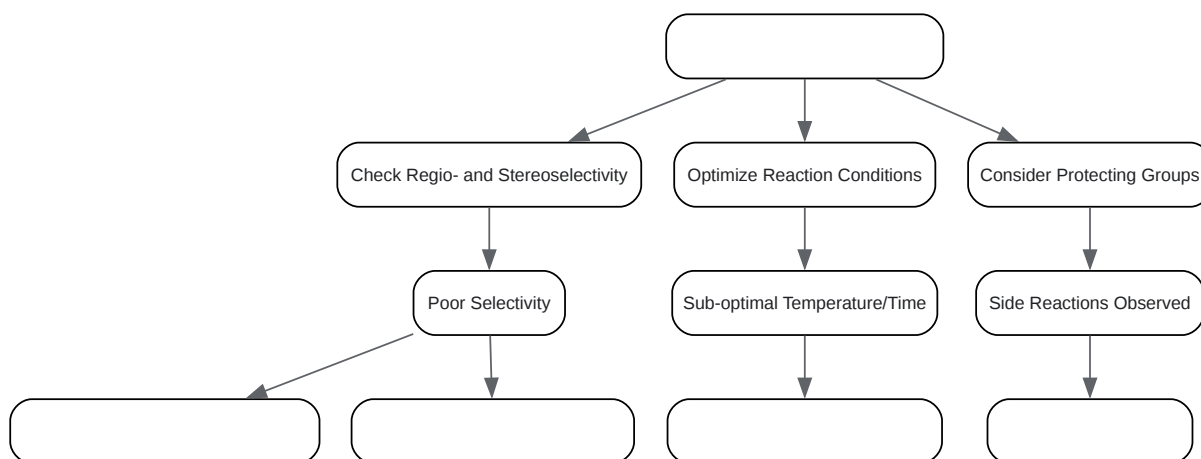 Check Regio- and Stereoselectivity
Optimize Reaction Conditions
Consider Protecting Groups
Poor Selectivity
Sub-optimal Temperature/Time
Side Reactions Observed